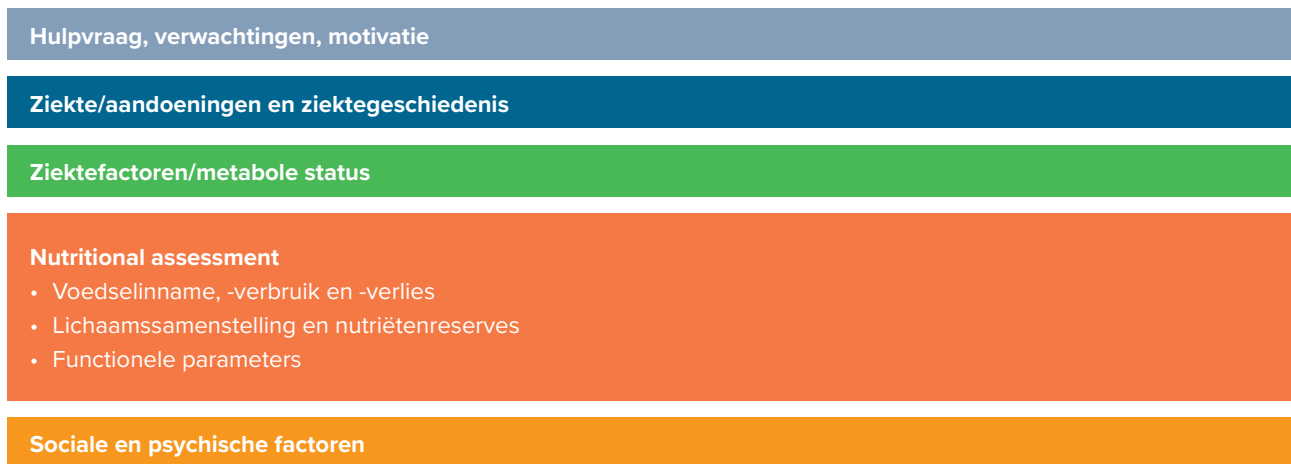 Hulpvraag, verwachtingen, motivatie
Ziekte/aandoeningen en ziektegeschiedenis
Ziektefactoren/metabole status
Nutritional assessment
• Voedselinname, -verbruik en -verlies
• Lichaamssamenstelling en nutriëtenreserves
• Functionele parameters
Sociale en psychische factoren